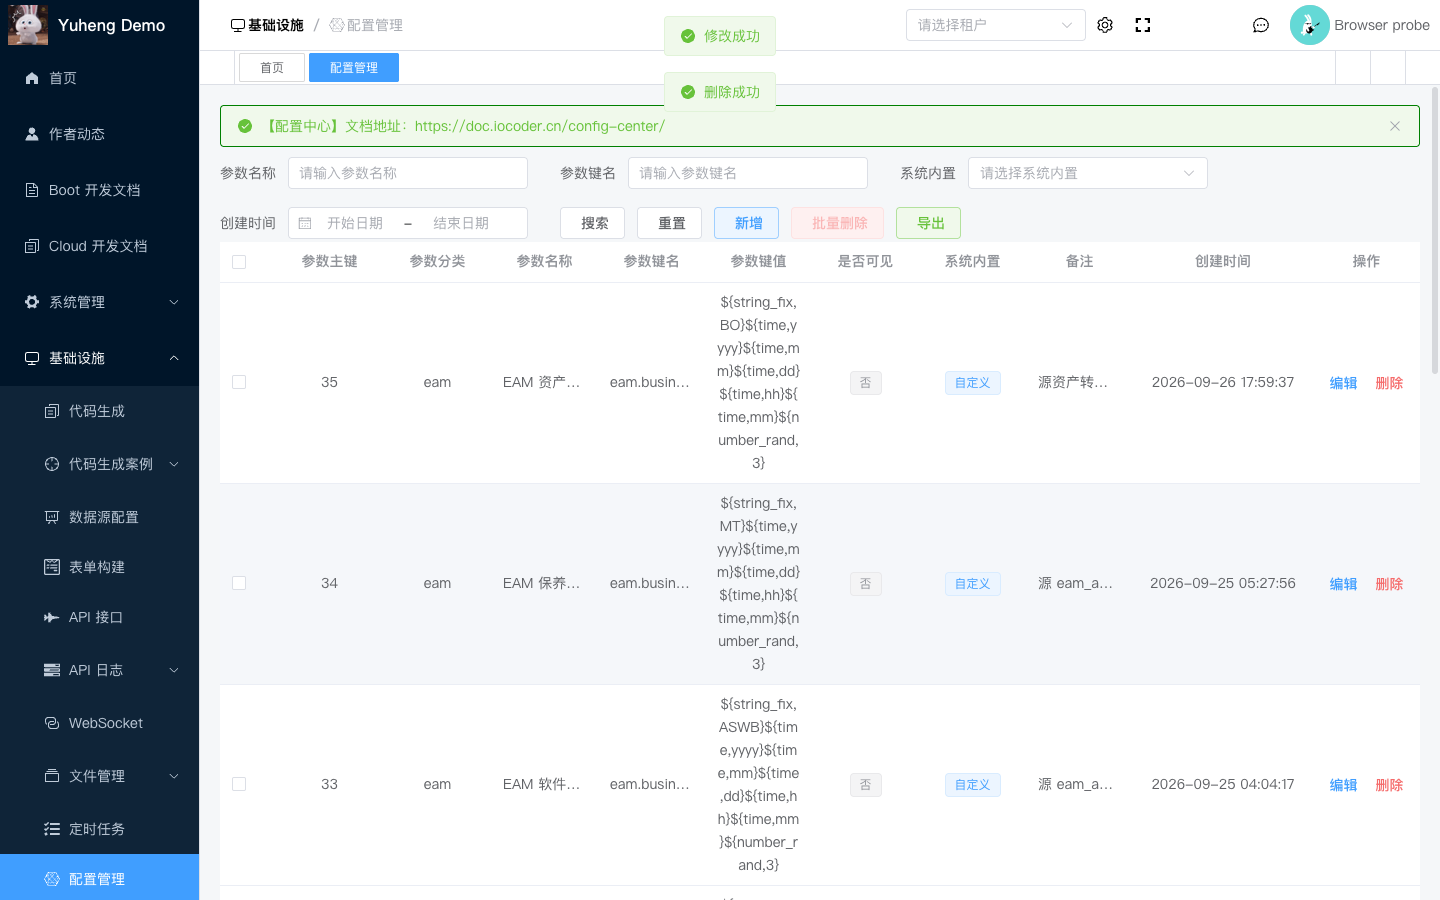 Yuheng Demo
首页
作者动态
Boot 开发文档
Cloud 开发文档
系统管理
基础设施
代码生成
代码生成案例
数据源配置
表单构建
API 接口
API 日志
WebSocket
文件管理
定时任务
配置管理
基础设施 / 配置管理
请选择租户
Browser probe
修改成功
删除成功
首页
配置管理
【配置中心】文档地址：https://doc.iocoder.cn/config-center/
参数名称 请输入参数名称 参数键名 请输入参数键名 系统内置 请选择系统内置
创建时间 开始日期 - 结束日期 搜索 重置 新增 批量删除 导出
参数主键 参数分类 参数名称 参数键名 参数键值 是否可见 系统内置 备注 创建时间 操作
35 eam EAM 资产... eam.busin...
${string_fix,
BO}${time,y
yyy}${time,m
m}${time,dd}
${time,hh}${
time,mm}${n
umber_rand,
3}
否 自定义 源资产转... 2026-09-26 17:59:37 编辑 删除
34 eam EAM 保养... eam.busin...
${string_fix,
MT}${time,y
yyy}${time,m
m}${time,dd}
${time,hh}${
time,mm}${n
umber_rand,
3}
否 自定义 源 eam_a... 2026-09-25 05:27:56 编辑 删除
33 eam EAM 软件... eam.busin...
${string_fix,
ASWB}${tim
e,yyyy}${tim
e,mm}${time
,dd}${time,h
h}${time,mm
}${number_r
and,3}
否 自定义 源 eam_a... 2026-09-25 04:04:17 编辑 删除